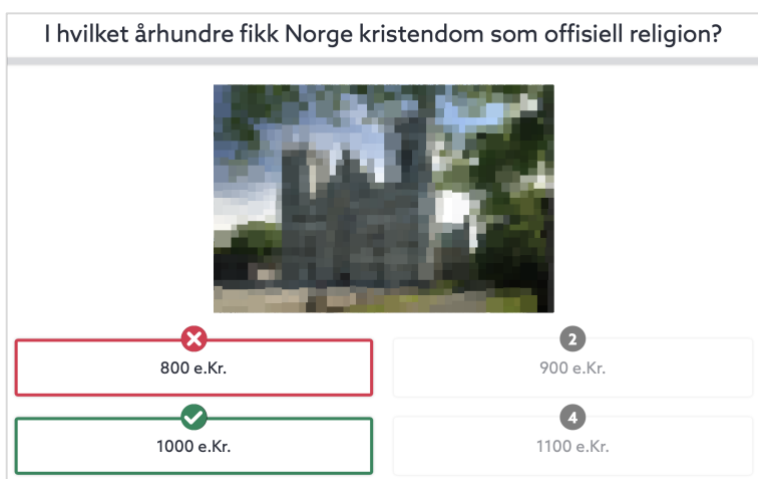 I hvilket århundre fikk Norge kristendom som offisiell religion?
800 e.Kr.
2
900 e.Kr.
1000 e.Kr.
4
1100 e.Kr.